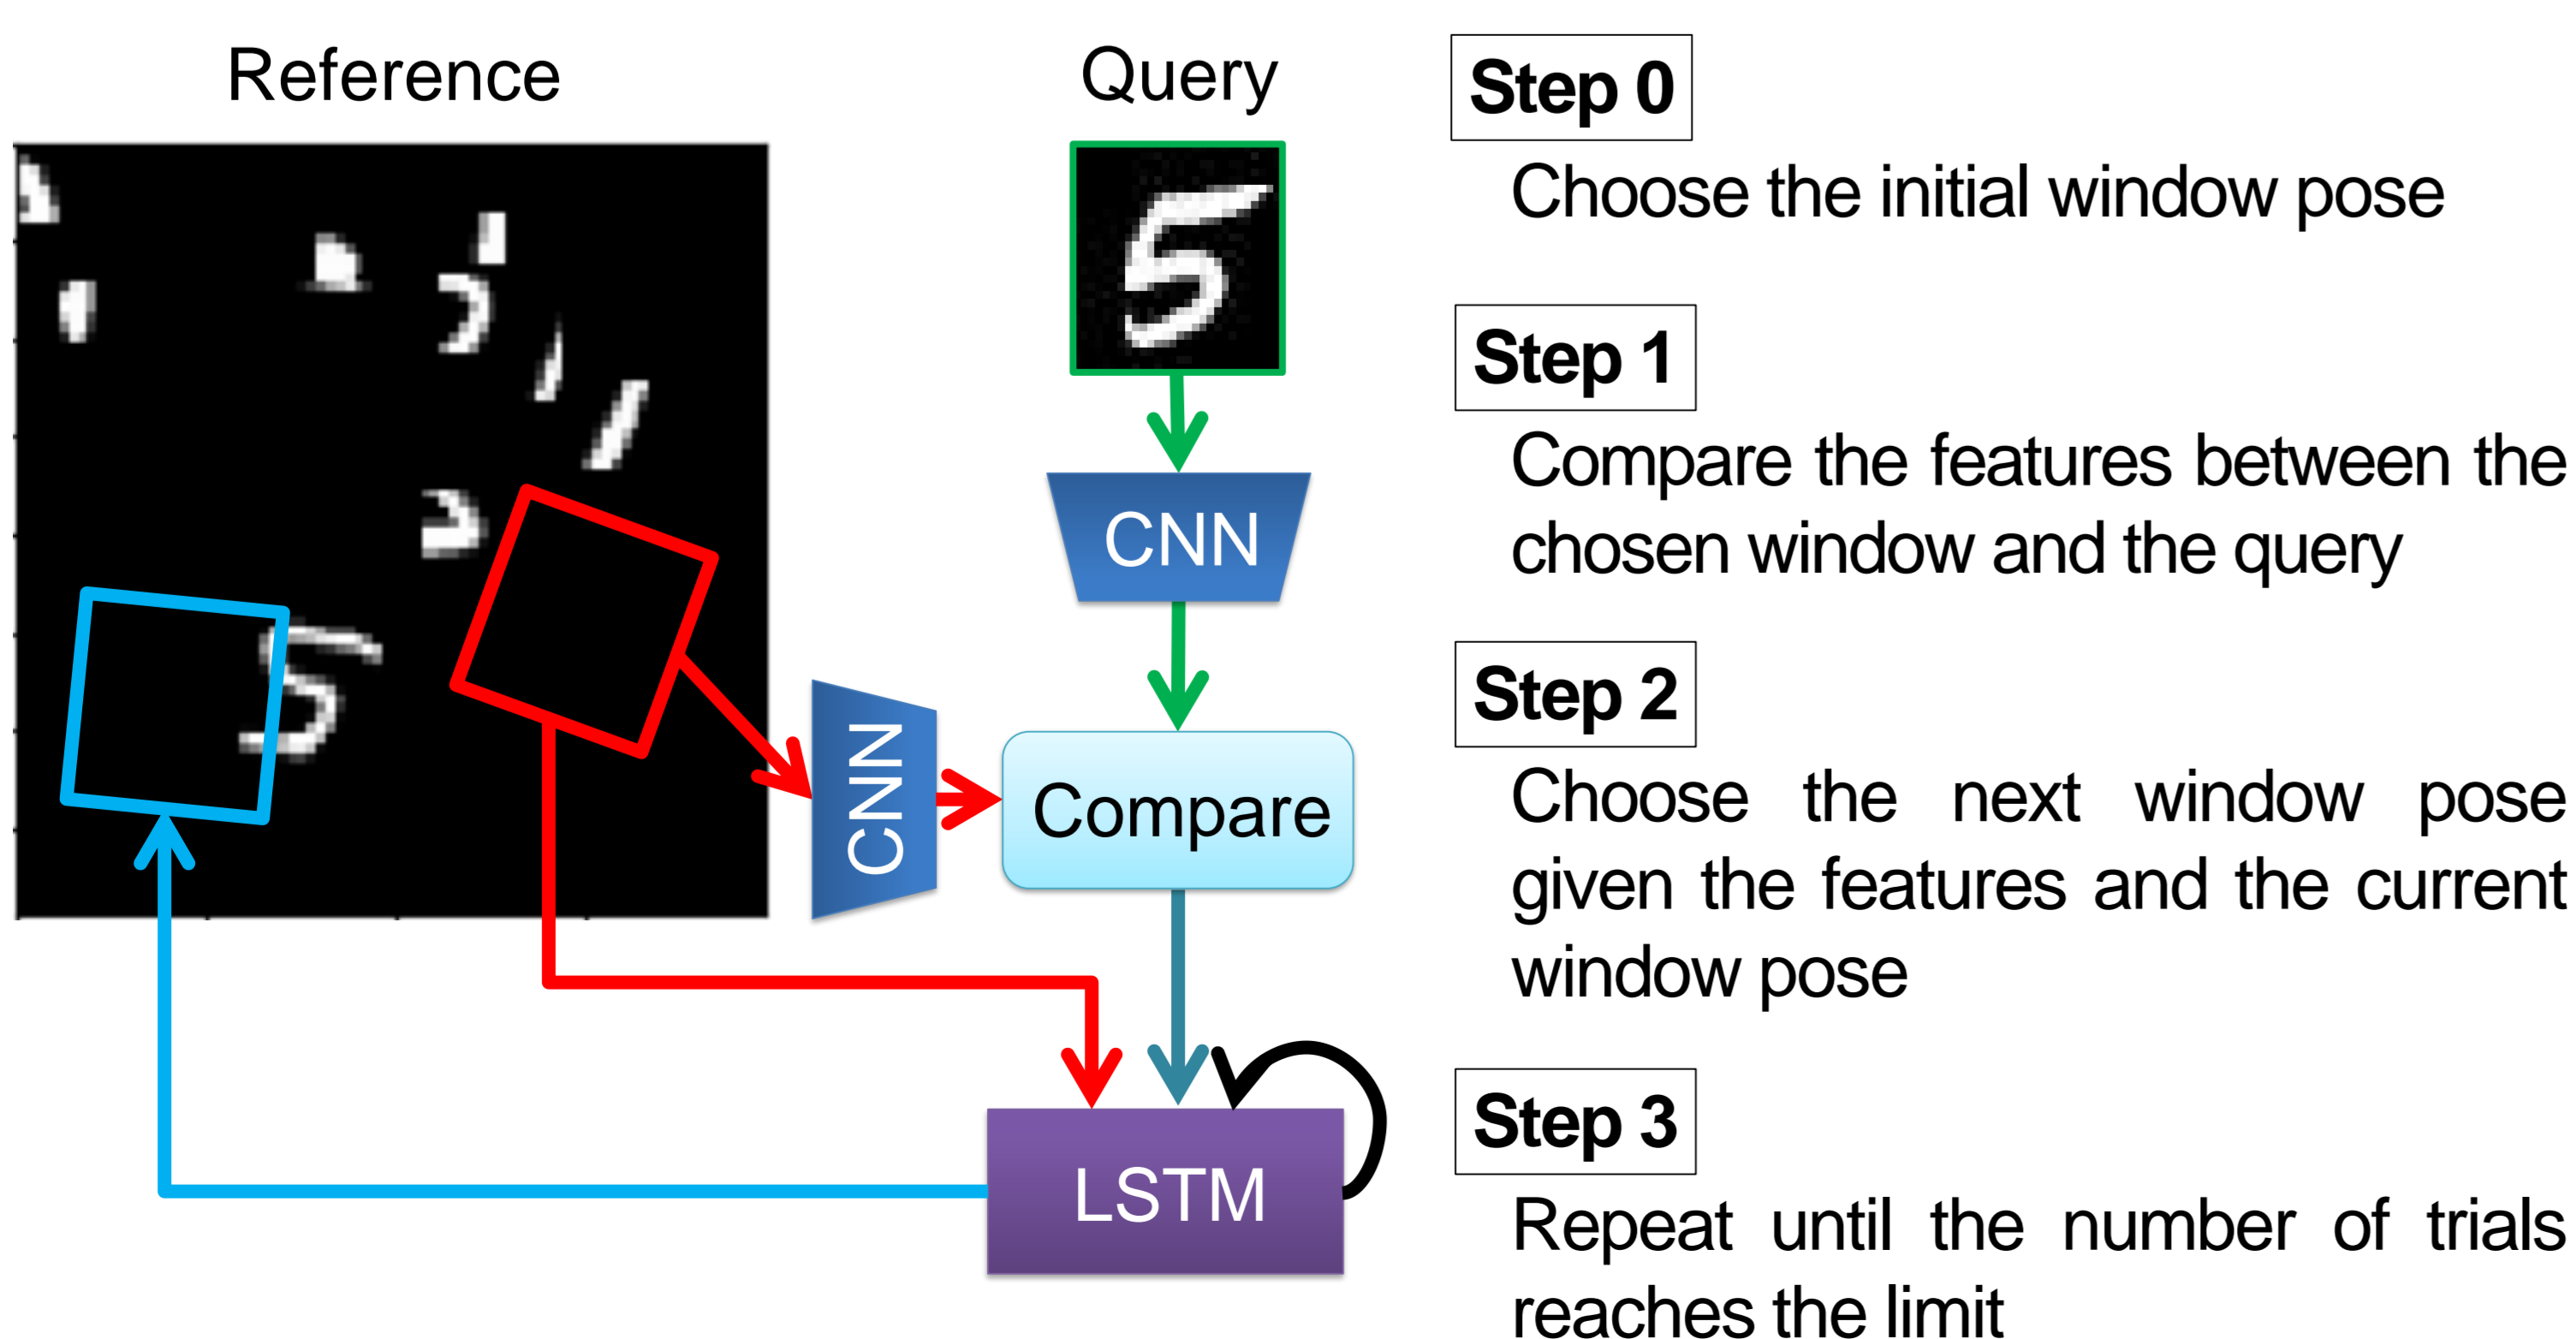 Reference
Query
CNN
CNN
Compare
LSTM
Step 0
Choose the initial window pose
Step 1
Compare the features between the
chosen window and the query
Step 2
Choose the next window pose
given the features and the current
window pose
Step 3
Repeat until the number of trials
reaches the limit
5
5